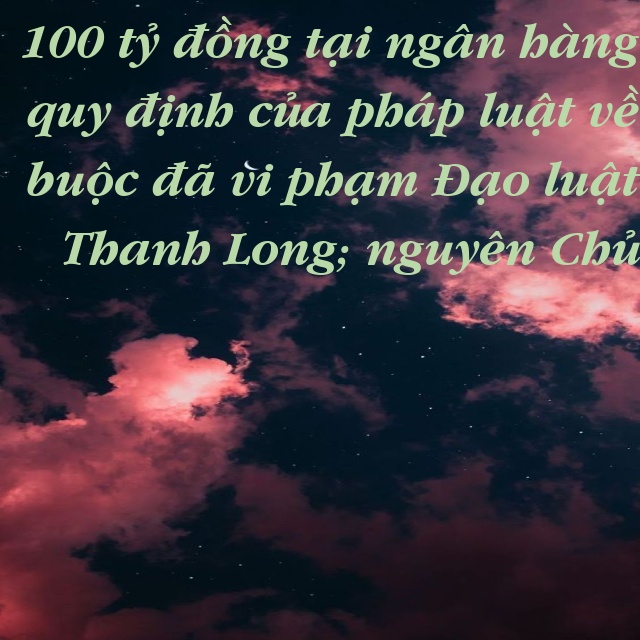 100 tỷ đồng tại ngân hàng
quy định của pháp luật về
buộc đã vi phạm Đạo luật
Thanh Long; nguyên Chủ